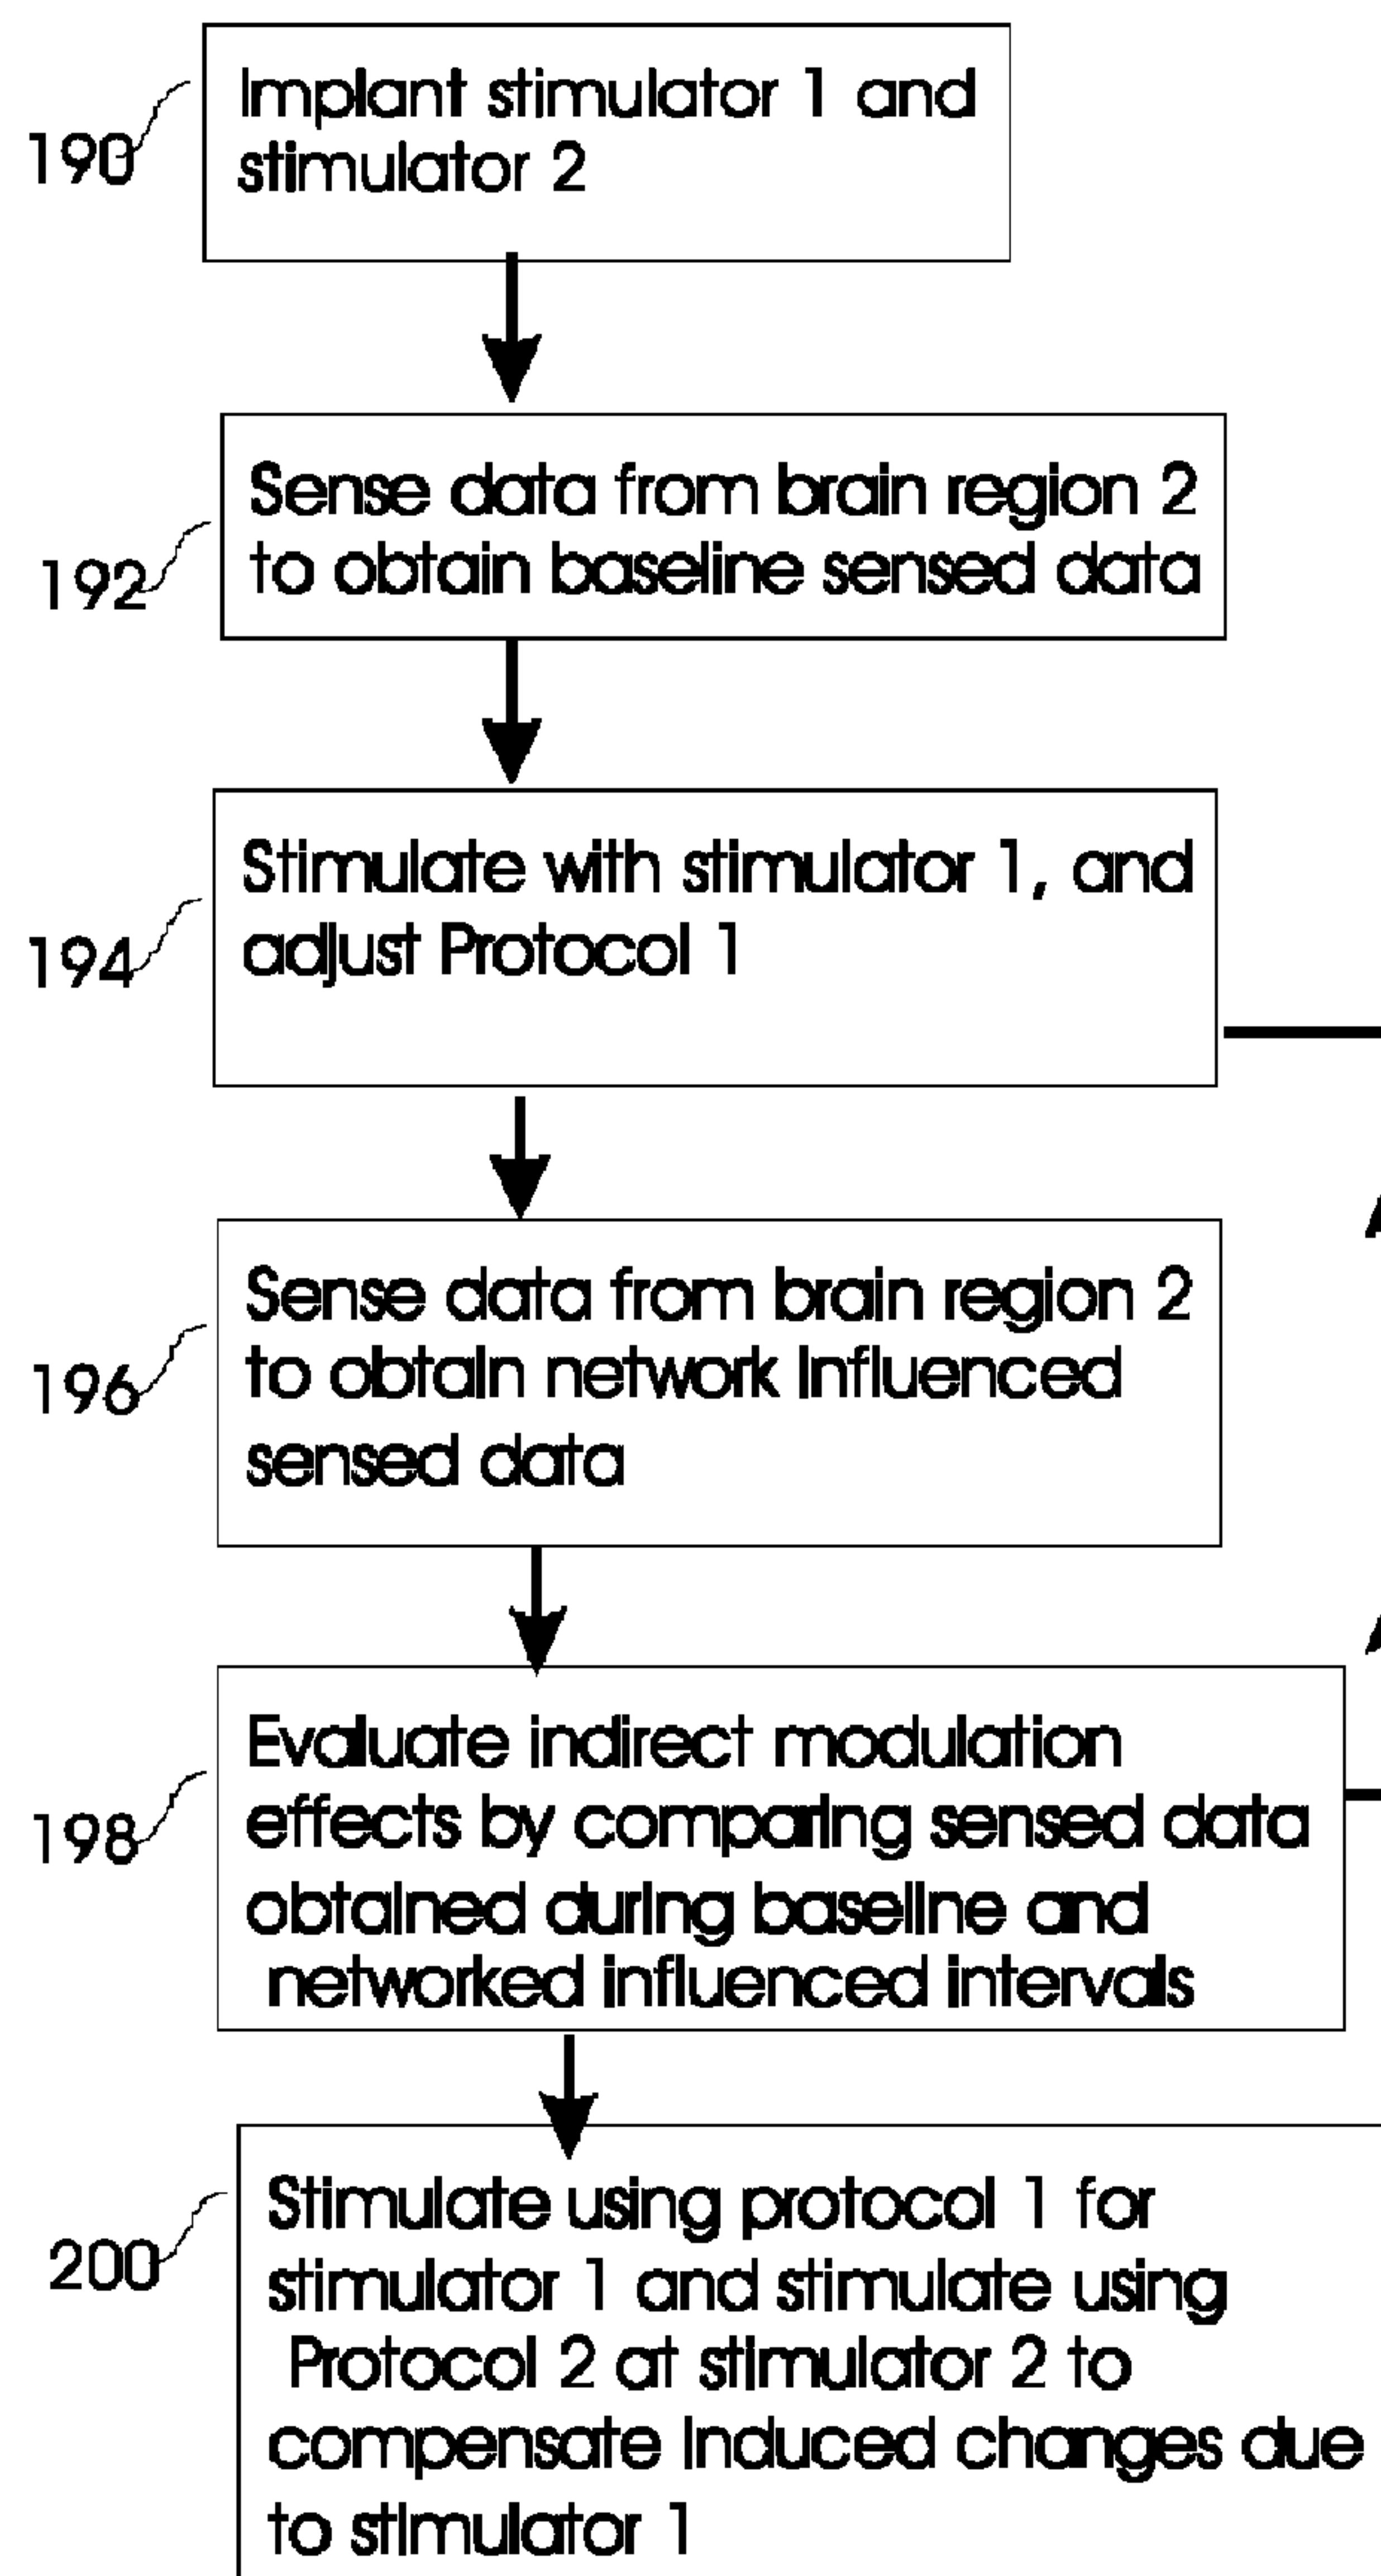 Implant stimulator 1 and
stimulator 2
190
Sense data from brain region 2
to obtain baseline sensed data
192
Stimulate with stimulator 1, and
adjust Protocol 1
194
Sense data from brain region 2
to obtain network influenced
sensed data
196
Evaluate indirect modulation
effects by comparing sensed data
obtained during baseline and
networked influenced intervals
198
Stimulate using protocol 1 for
stimulator 1 and stimulate using
Protocol 2 at stimulator 2 to
compensate induced changes due
to stimulator 1
200